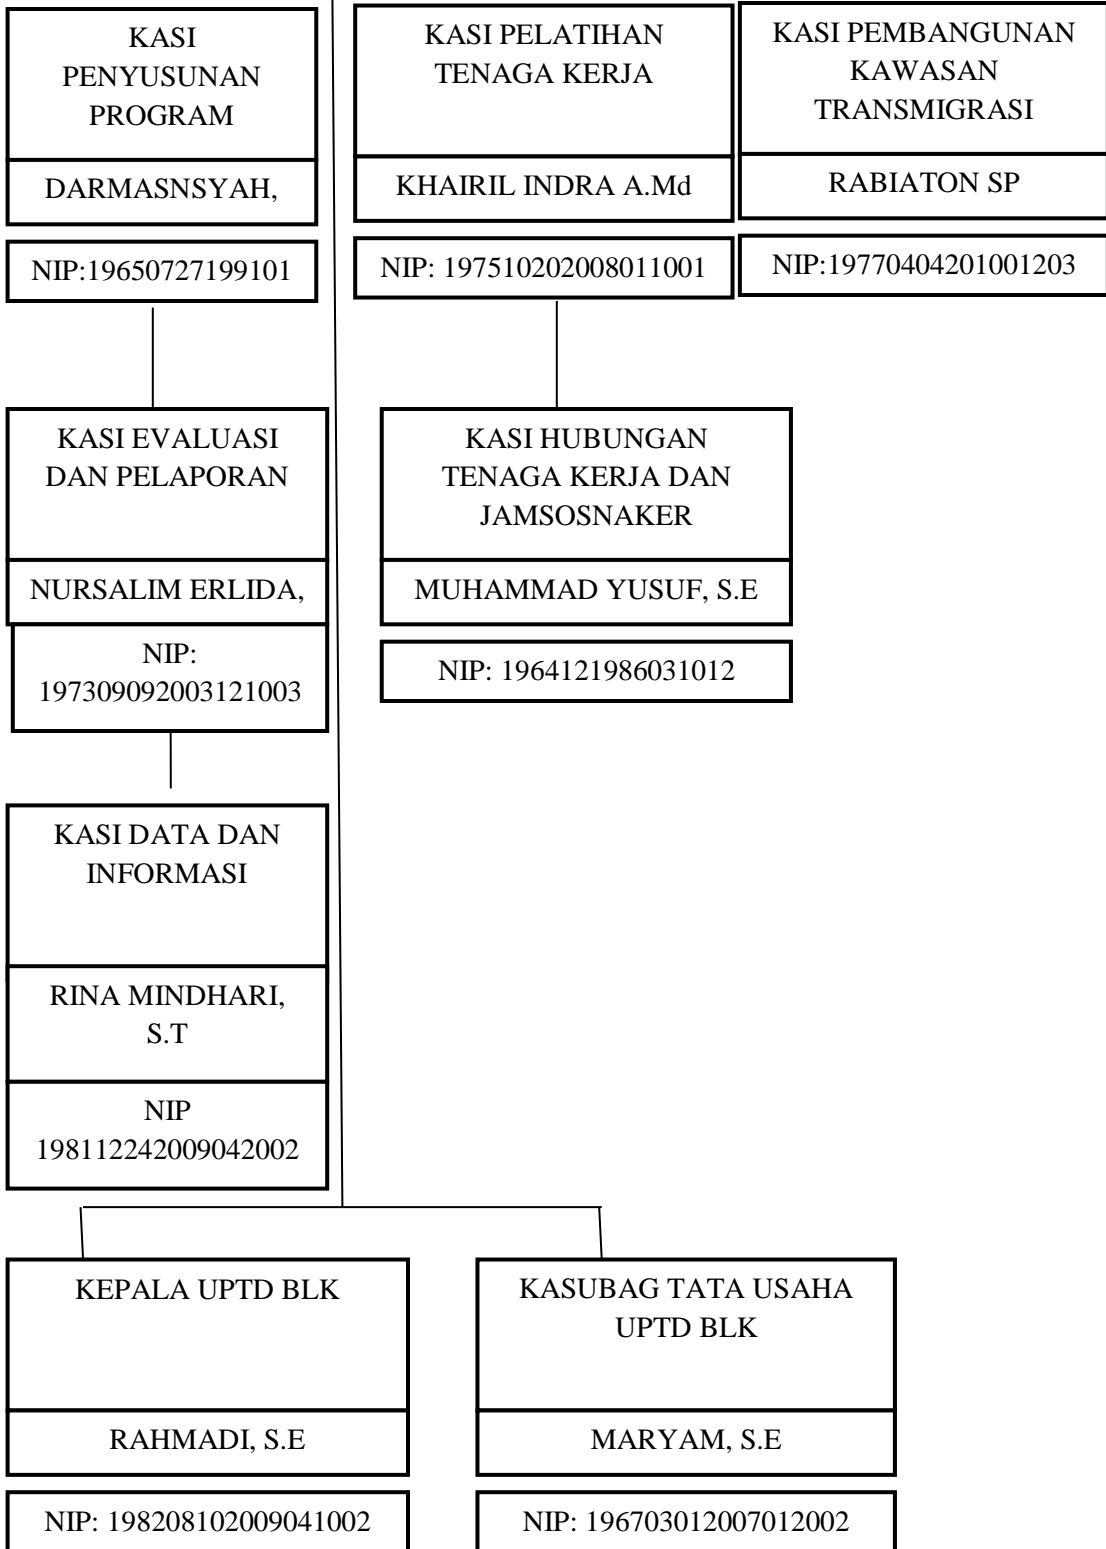 KASI
PENYUSUNAN
PROGRAM
DARMASNSYAH,
NIP:19650727199101
KASI PELATIHAN
TENAGA KERJA
KHAIRIL INDRA A.Md
NIP: 197510202008011001
KASI PEMBANGUNAN
KAWASAN
TRANSMIGRASI
RABIATON SP
NIP:19770404201001203
KASI EVALUASI
DAN PELAPORAN
NURSALIM ERLIDA,
NIP:
197309092003121003
KASI HUBUNGAN
TENAGA KERJA DAN
JAMSOSNAKER
MUHAMMAD YUSUF, S.E
NIP: 1964121986031012
KASI DATA DAN
INFORMASI
RINA MINDHARI,
S.T
NIP
198112242009042002
KEPALA UPTD BLK
RAHMADI, S.E
NIP: 198208102009041002
KASUBAG TATA USAHA
UPTD BLK
MARYAM, S.E
NIP: 196703012007012002